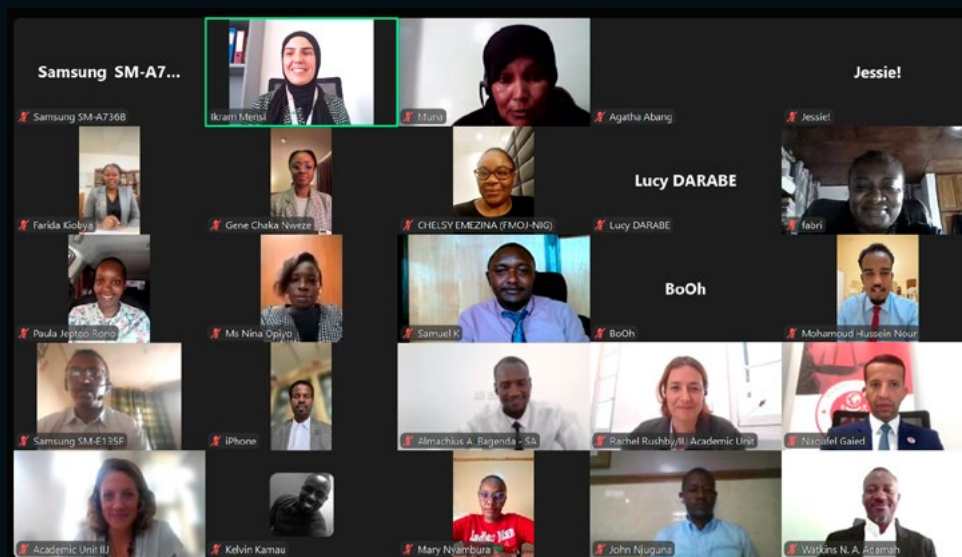 Samsung SM-A7...
Jessie!
Samsung SM-A736B
Ikram Mensi
Muna
Agatha Abang
Jessie!
Lucy DARABE
Farida Kiobya
Gene Chaka Nweze
CHELSY EMEZINA (FMOJ-NIG)
Lucy DARABE
fabri
BoOh
Paula Jeptoo Rono
Ms Nina Opiyo
Samuel K
BoOh
Mohamoud Hussein Nour
Samsung SM-E135F
iPhone
Almachius A. Bagenda - SA
Rachel Rushby/IIJ Academic Unit
Naoufel Gaied
Academic Unit IIJ
Kelvin Kamau
Mary Nyambura
John Njuguna
Watkins N. A. Adamah